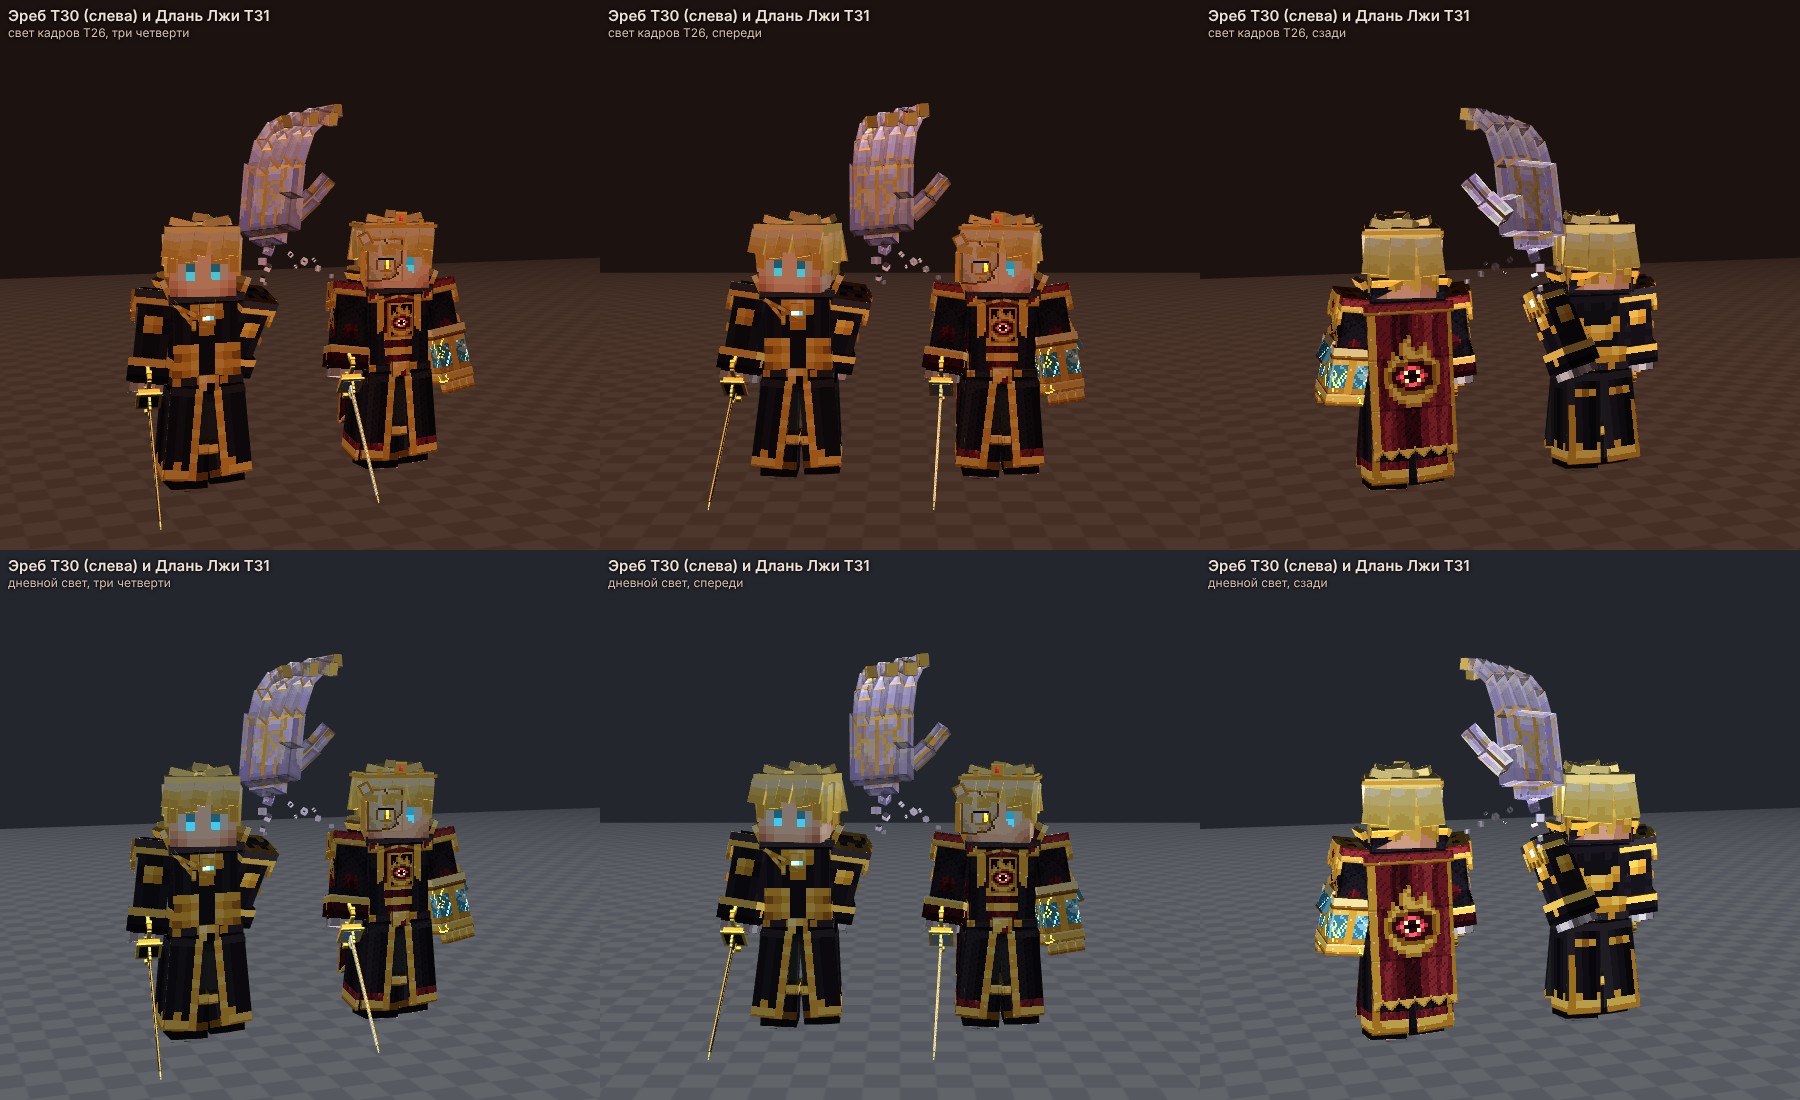 Эреб Т30 (слева) и Длань Лжи Т31
свет кадров Т26, три четверти
Эреб Т30 (слева) и Длань Лжи Т31
свет кадров Т26, спереди
Эреб Т30 (слева) и Длань Лжи Т31
свет кадров Т26, сзади
Эреб Т30 (слева) и Длань Лжи Т31
дневной свет, три четверти
Эреб Т30 (слева) и Длань Лжи Т31
дневной свет, спереди
Эреб Т30 (слева) и Длань Лжи Т31
дневной свет, сзади